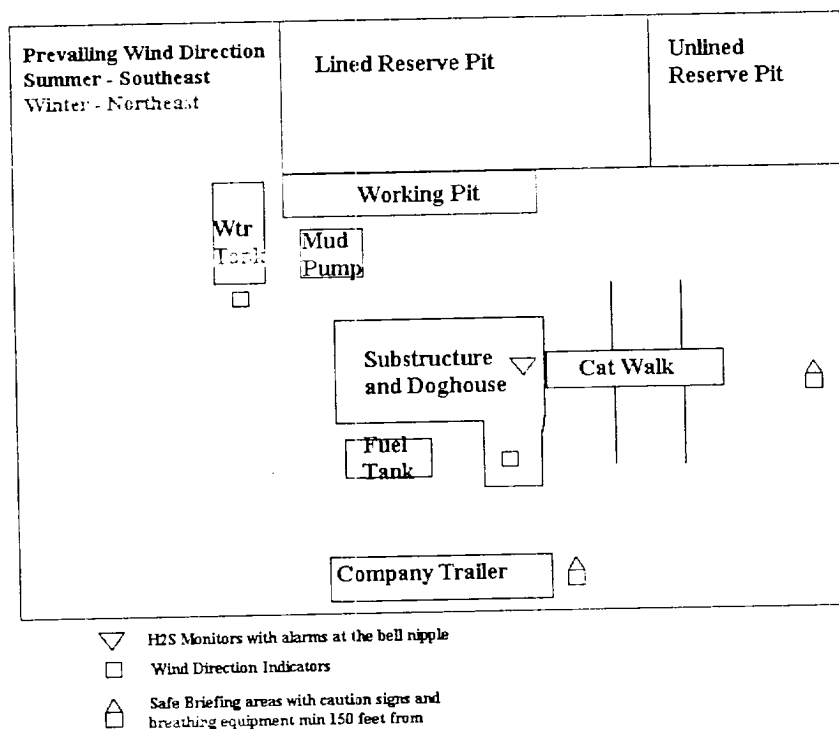 Prevailing Wind Direction
Summer - Southeast
Winter - Northeast
Lined Reserve Pit
Unlined
Reserve Pit
Working Pit
Wtr
Tank
Mud
Pump
Substructure
and Doghouse
Cat Walk
Fuel
Tank
Company Trailer
H2S Monitors with alarms at the bell nipple
Wind Direction Indicators
Safe Briefing areas with caution signs and
breathing equipment min 150 feet from